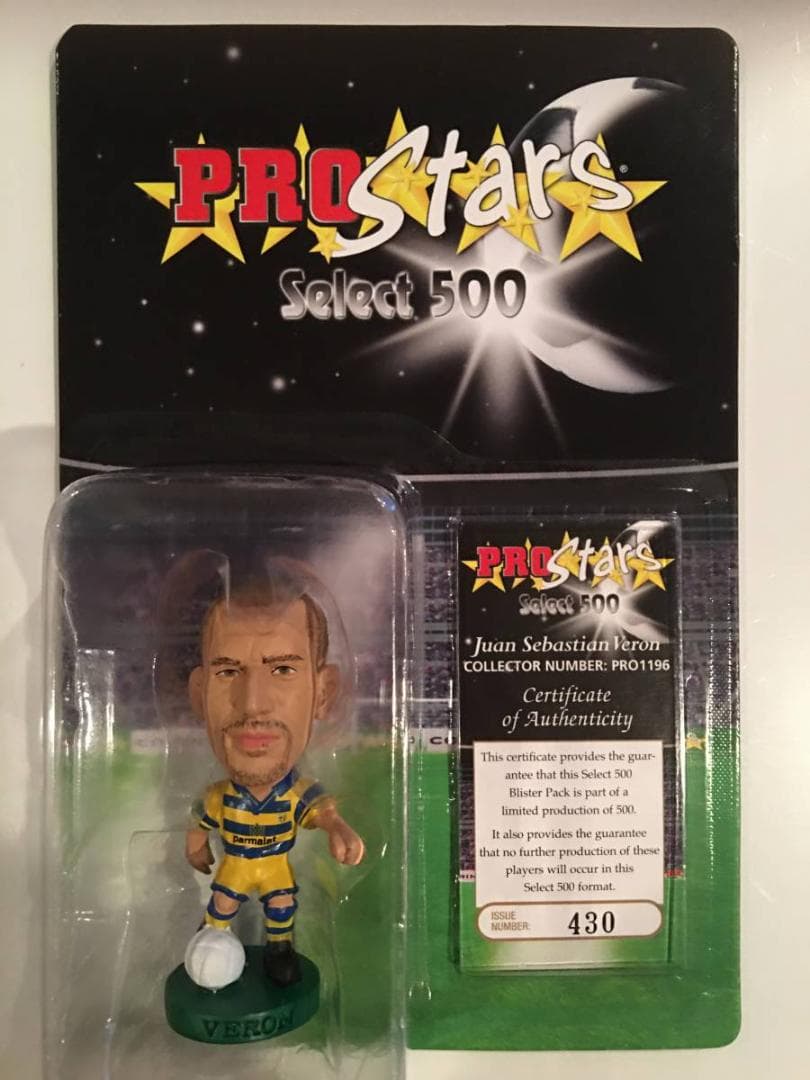 PROStars®
Select 500
PROStars
Select 500
Juan Sebastian Veron
COLLECTOR NUMBER: PRO1196
Certificate
of Authenticity
This certificate provides the guar-
antee that this Select 500
Blister Pack is part of a
limited production of 500.
It also provides the guarantee
that no further production of these
players will occur in this
Select 500 format.
ISSUE
NUMBER:
430
Parmalat
VERON